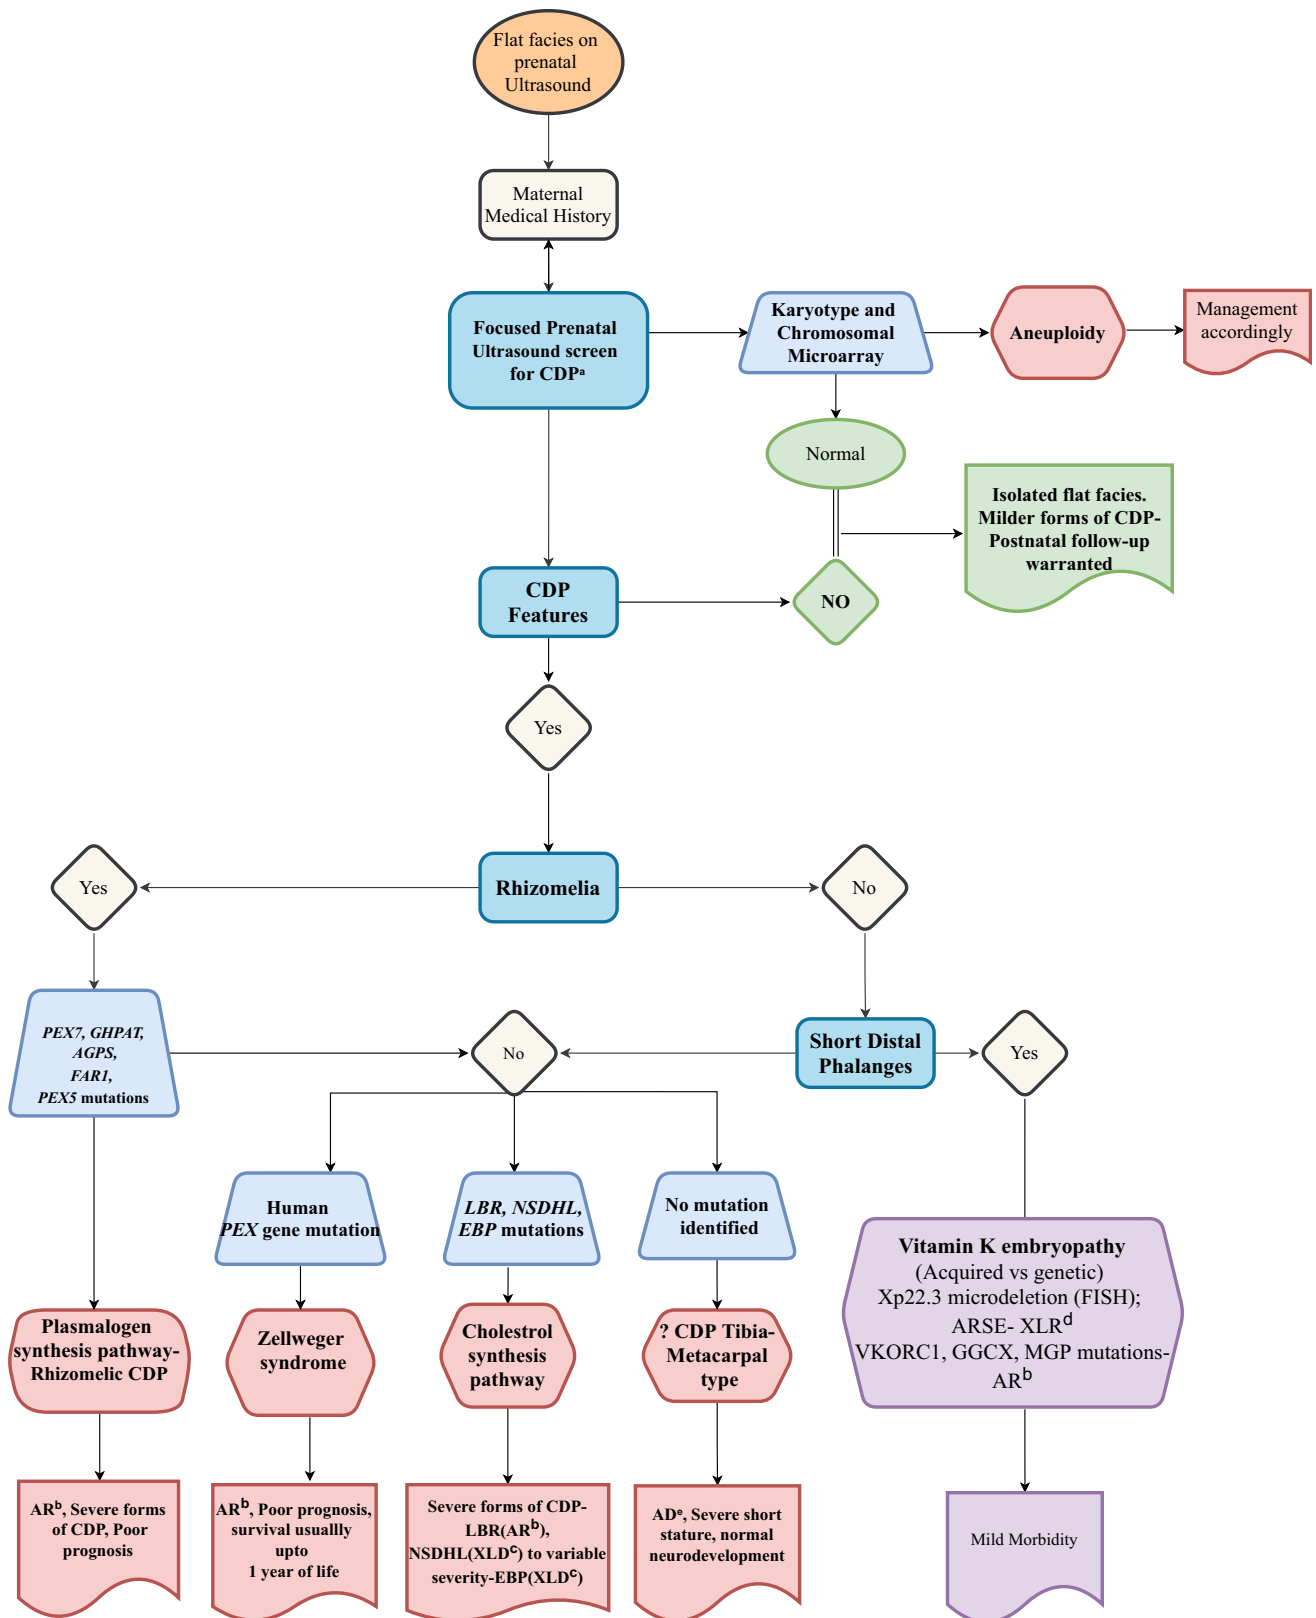 Flat facies on
prenatal
Ultrasound
Maternal
Medical History
Focused Prenatal
Ultrasound screen
for CDPᵃ
Karyotype and
Chromosomal
Microarray
Aneuploidy
Management
accordingly
Normal
Isolated flat facies.
Milder forms of CDP-
Postnatal follow-up
warranted
CDP
Features
NO
Yes
Rhizomelia
Yes
No
PEX7, GHPAT,
AGPS,
FAR1,
PEX5 mutations
No
Short Distal
Phalanges
Yes
Human
PEX gene mutation
LBR, NSDHL,
EBP mutations
No mutation
identified
Vitamin K embryopathy
(Acquired vs genetic)
Xp22.3 microdeletion (FISH);
ARSE- XLRᵈ
VKORC1, GGCX, MGP mutations-
ARᵇ
Plasmalogen
synthesis pathway-
Rhizomelic CDP
Zellweger
syndrome
Cholestrol
synthesis
pathway
? CDP Tibia-
Metacarpal
type
ARᵇ, Severe forms
of CDP, Poor
prognosis
ARᵇ, Poor prognosis,
survival usuallly
upto
1 year of life
Severe forms of CDP-
LBR(ARᵇ),
NSDHL(XLDᶜ) to variable
severity-EBP(XLDᶜ)
ADᵉ, Severe short
stature, normal
neurodevelopment
Mild Morbidity